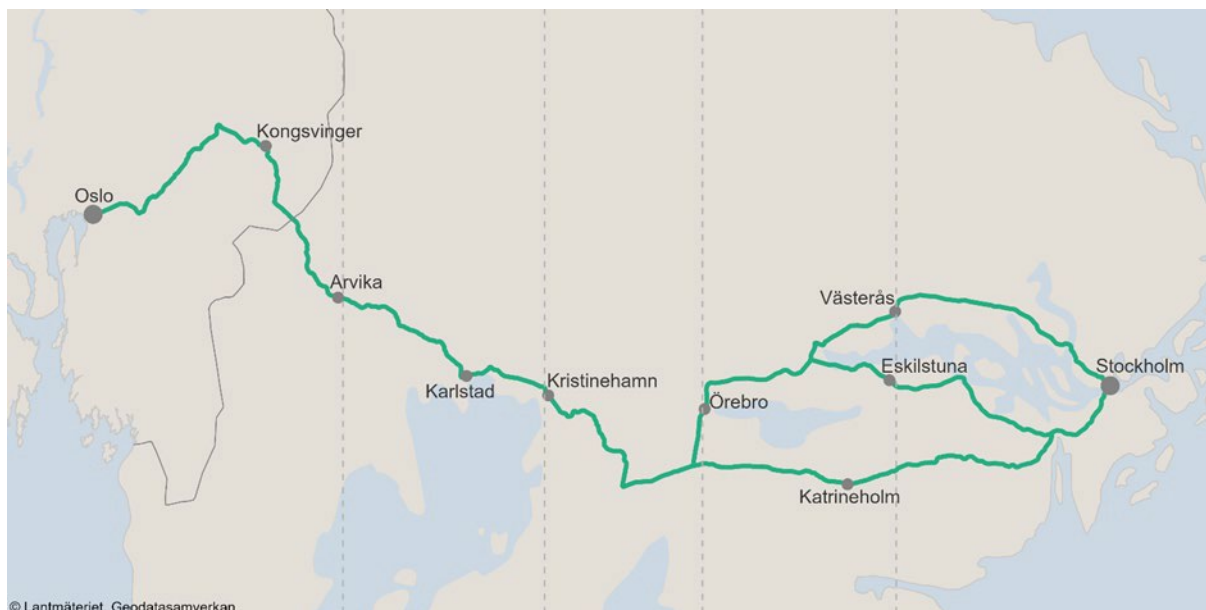 Kongsvinger
Oslo
Arvika
Västerås
Eskilstuna
Stockholm
Karlstad
Kristinehamn
Örebro
Katrineholm
© Lantmäteriet, Geodatasamverkan